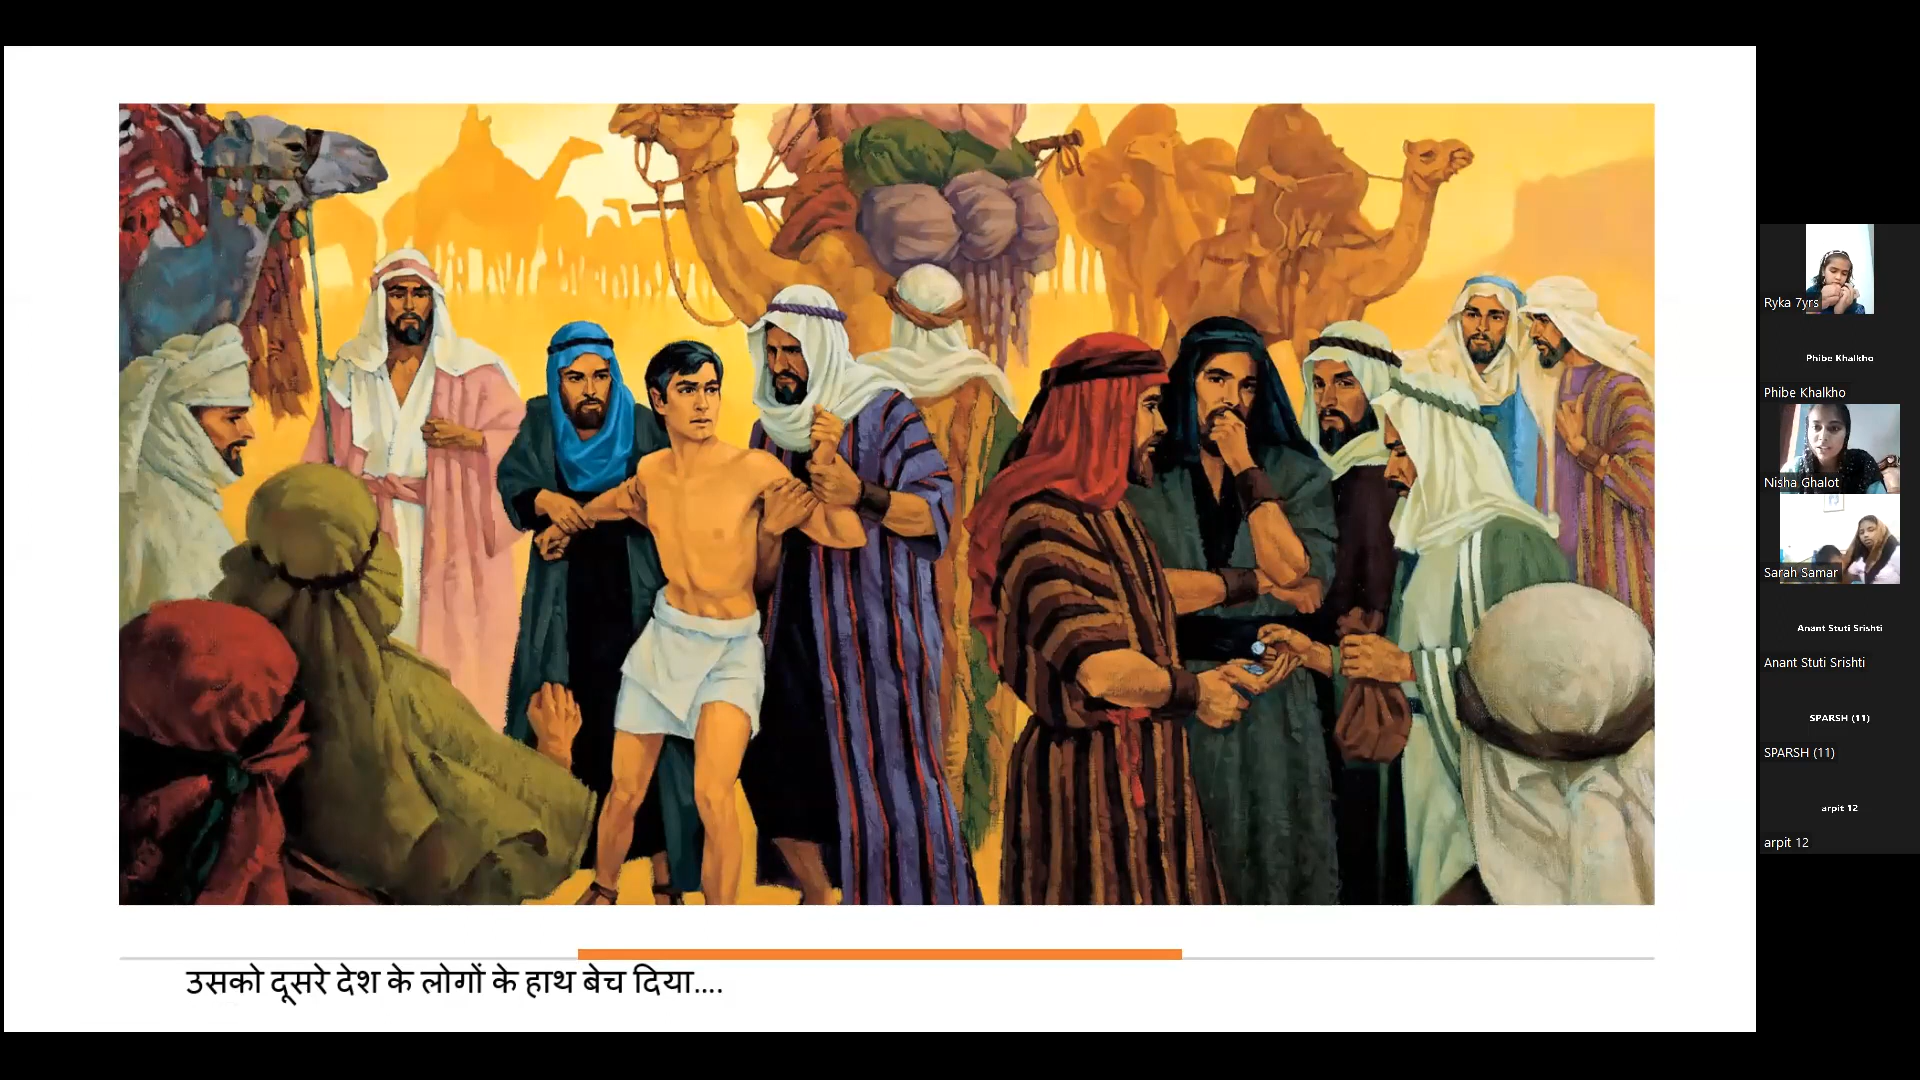 उसको दूसरे देश के लोगों के हाथ बेच दिया....
Ryka 7yrs
Phibe Khalkho
Phibe Khalkho
Nisha Ghalot
Sarah Samar
Anant Stuti Srishti
Anant Stuti Srishti
SPARSH (11)
SPARSH (11)
arpit 12
arpit 12